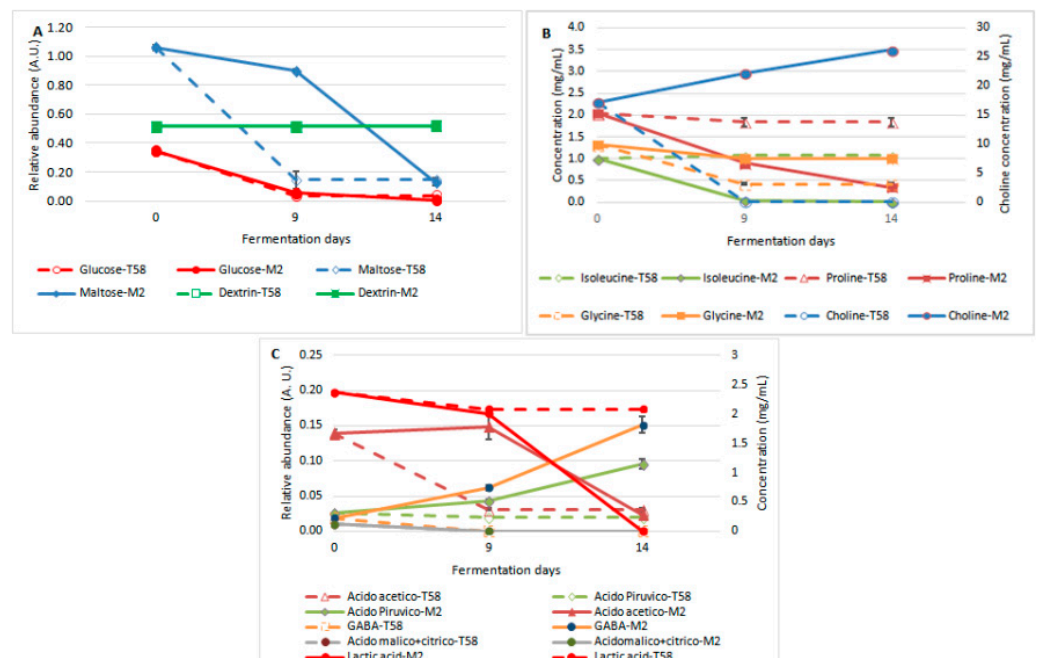 A
Relative abundance (A.U.)
1.20
1.00
0.80
0.60
0.40
0.20
0.00
0
9
14
Fermentation days
Glucose-T58
Glucose-M2
Maltose-T58
Maltose-M2
Dextrin-T58
Dextrin-M2
B
Concentration (mg/mL)
4.0
3.5
3.0
2.5
2.0
1.5
1.0
0.5
0.0
30
25
20
15
10
5
0
Choline concentration (mg/mL)
0
9
14
Fermentation days
Isoleucine-T58
Isoleucine-M2
Proline-T58
Proline-M2
Glycine-T58
Glycine-M2
Choline-T58
Choline-M2
C
Relative abundance (A. U.)
0.25
0.20
0.15
0.10
0.05
0.00
3
2.5
2
1.5
1
0.5
0
Concentration (mg/mL)
0
9
14
Fermentation days
Acido acetico-T58
Acido Piruvico-T58
Acido Piruvico-M2
Acido acetico-M2
GABA-T58
GABA-M2
Acido malico+citrico-T58
Acidomalico+citrico-M2
Lactic acid-M2
Lactic acid-T58